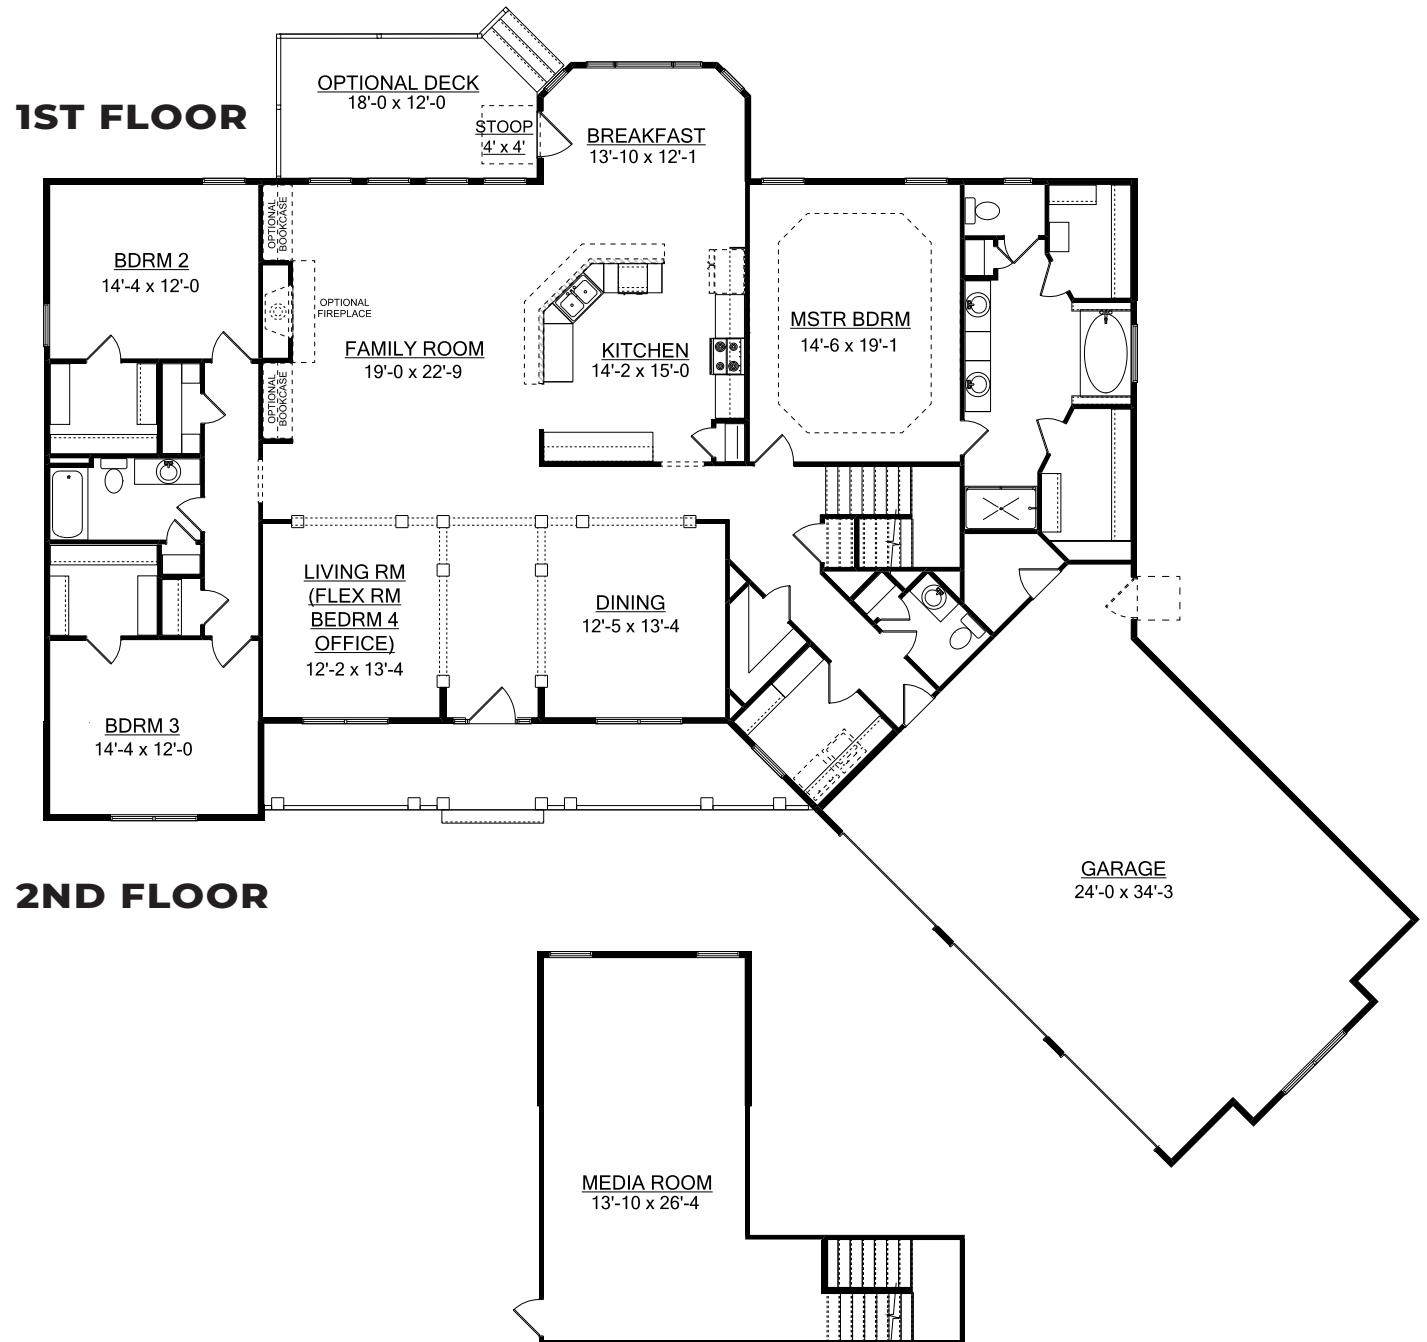 OPTIONAL DECK
18'-0 x 12'-0
1ST FLOOR
STOOP
4' x 4'
BREAKFAST
13'-10 x 12'-1
OPTIONAL
BOOKCASE
BDRM 2
14'-4 x 12'-0
OPTIONAL
FIREPLACE
FAMILY ROOM
19'-0 x 22'-9
KITCHEN
14'-2 x 15'-0
MSTR BDRM
14'-6 x 19'-1
OPTIONAL
BOOKCASE
LIVING RM
(FLEX RM
BEDRM 4
OFFICE)
12'-2 x 13'-4
DINING
12'-5 x 13'-4
BDRM 3
14'-4 x 12'-0
GARAGE
24'-0 x 34'-3
2ND FLOOR
MEDIA ROOM
13'-10 x 26'-4